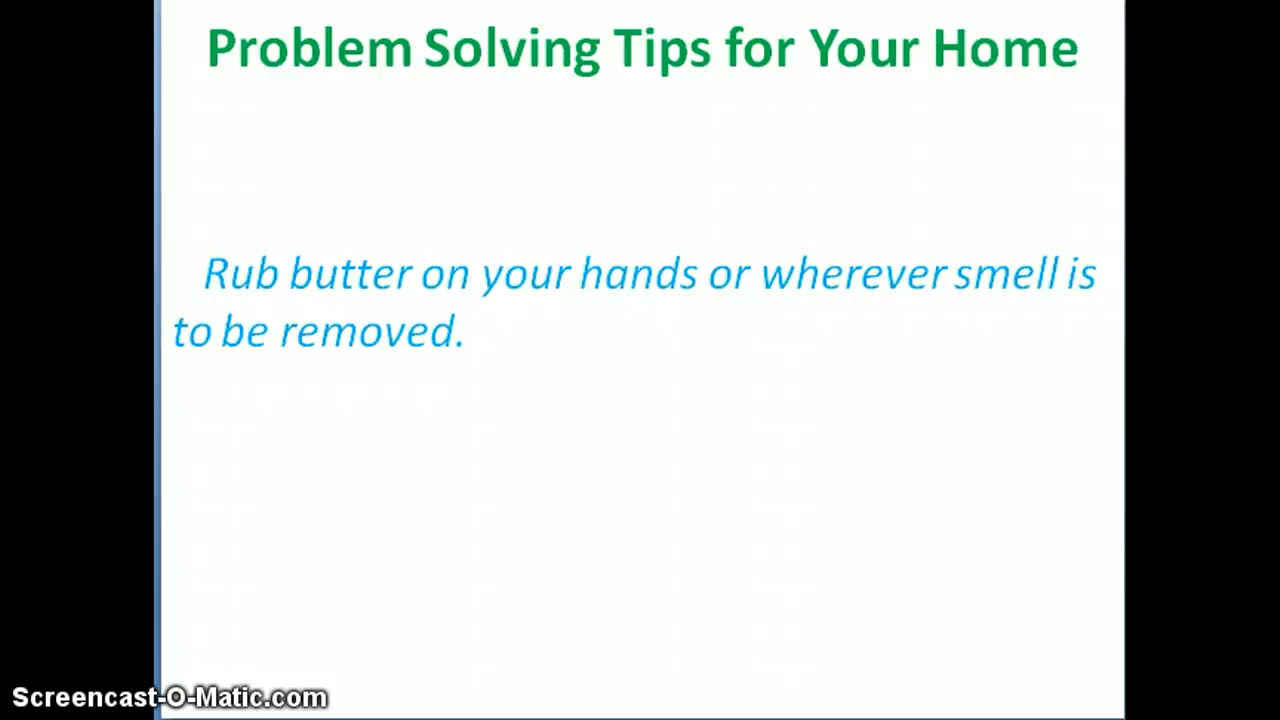 Problem Solving Tips for Your Home
Rub butter on your hands or wherever smell is
to be removed.
Screencast-O-Matic.com